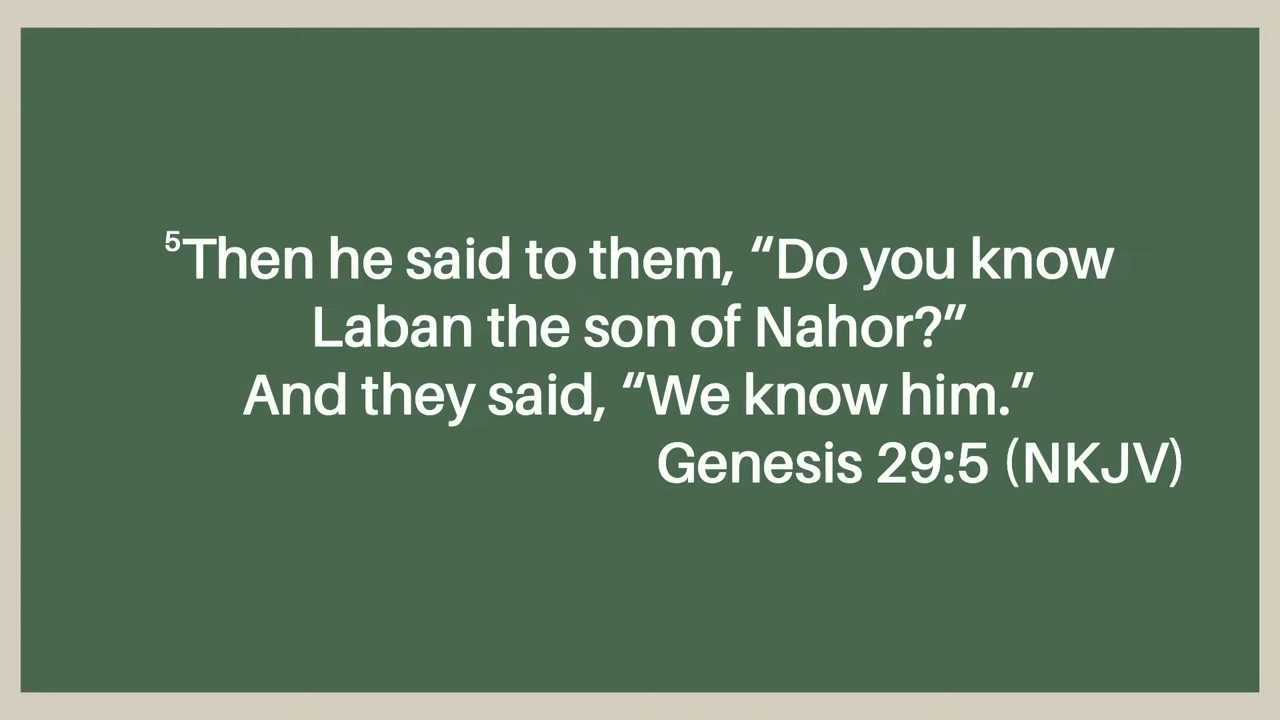 ⁵Then he said to them, “Do you know
Laban the son of Nahor?”
And they said, “We know him.”
Genesis 29:5 (NKJV)